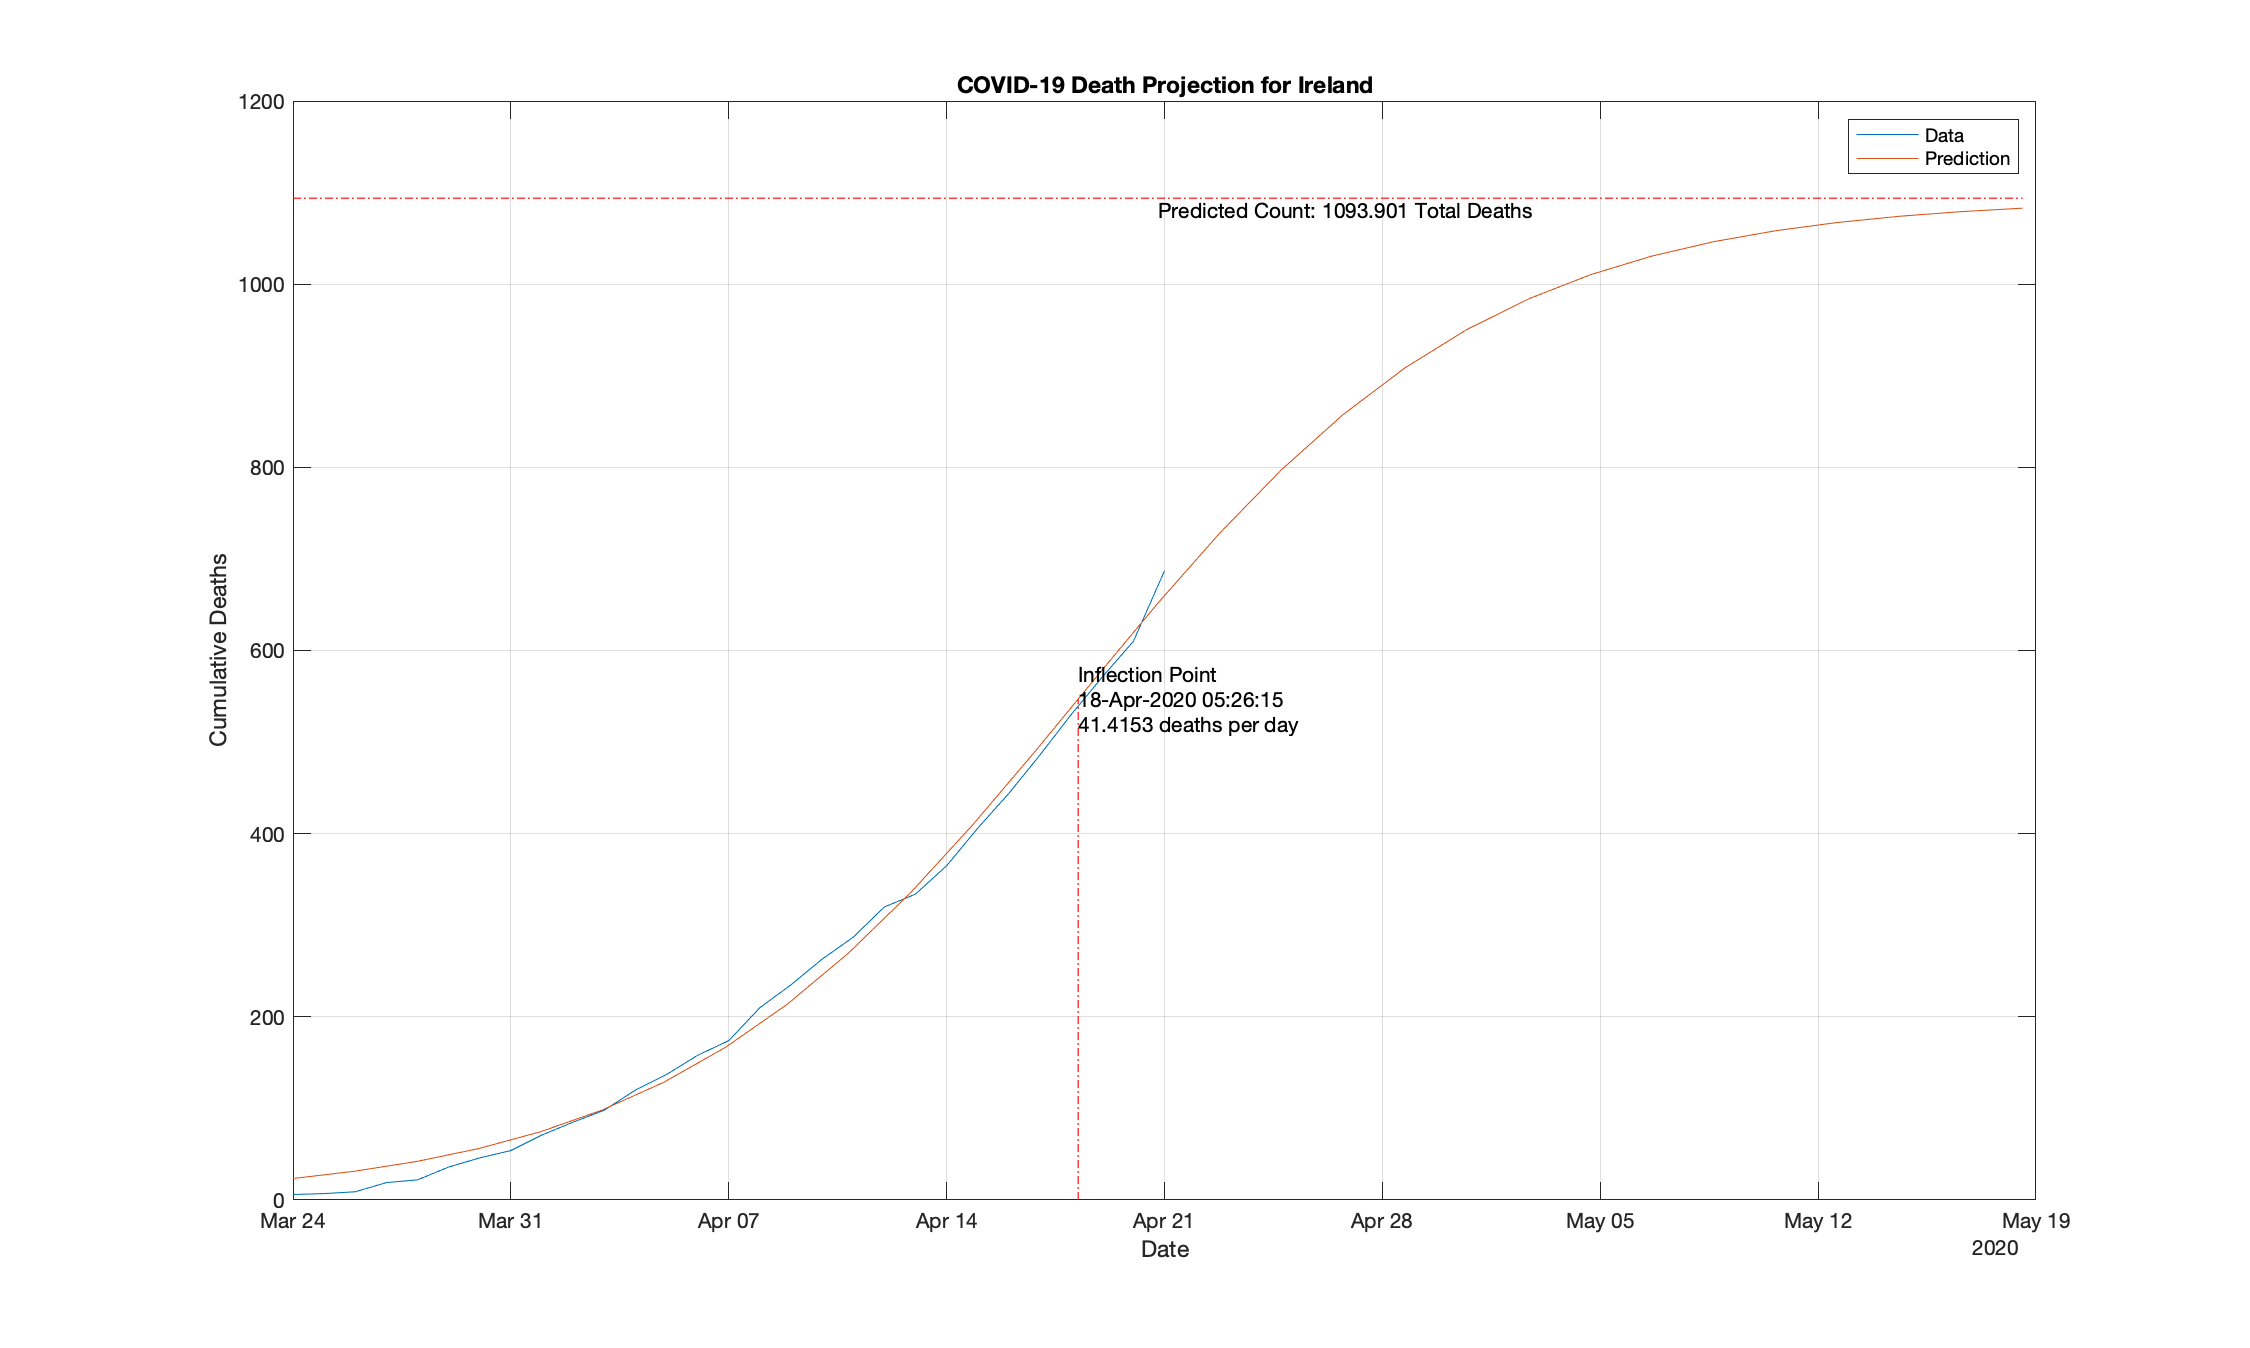 COVID-19 Death Projection for Ireland
1200
Data
Prediction
Predicted Count: 1093.901 Total Deaths
1000
800
600
Inflection Point
18-Apr-2020 05:26:15
41.4153 deaths per day
Cumulative Deaths
400
200
0
Mar 24 Mar 31 Apr 07 Apr 14 Apr 21 Apr 28 May 05 May 12 May 19
Date
2020